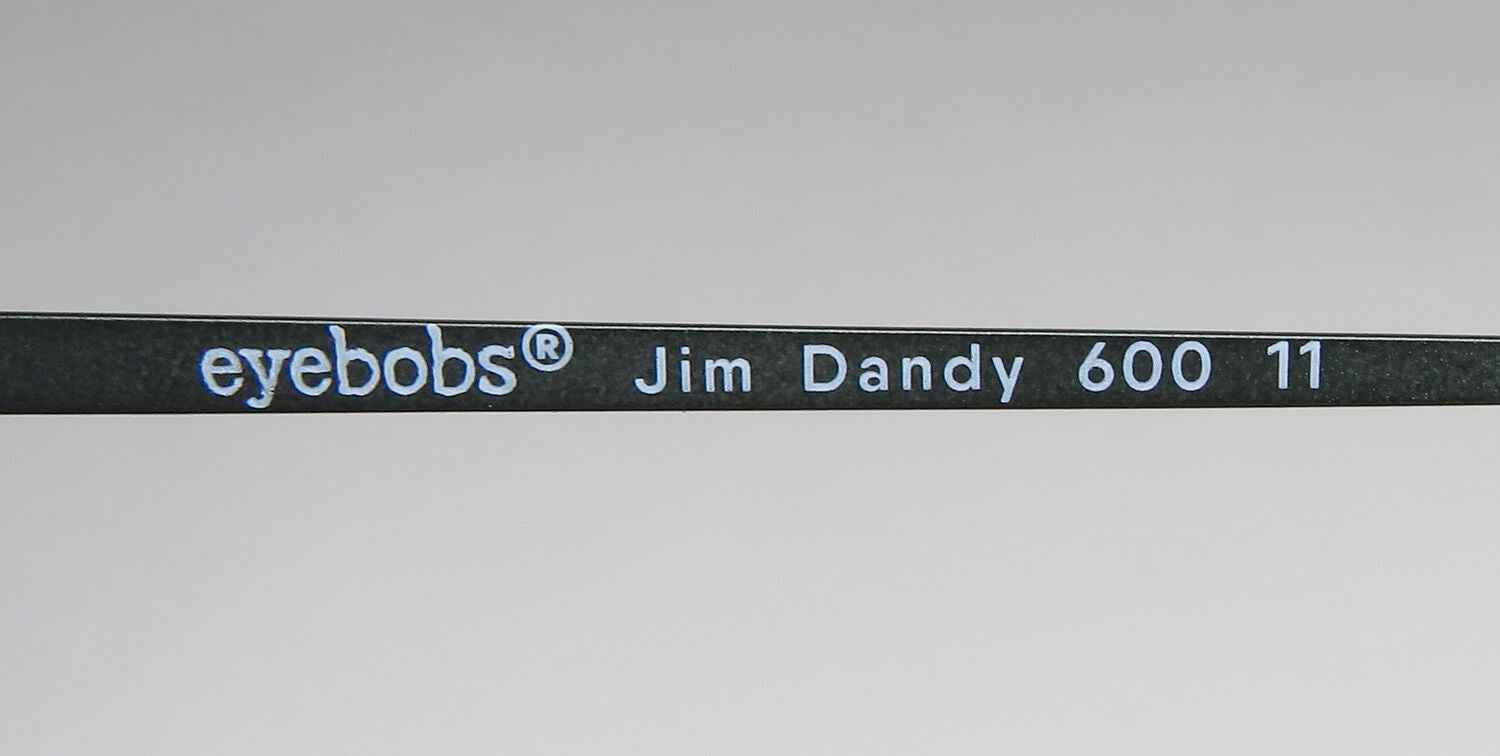 eyebobs® Jim Dandy 600 11